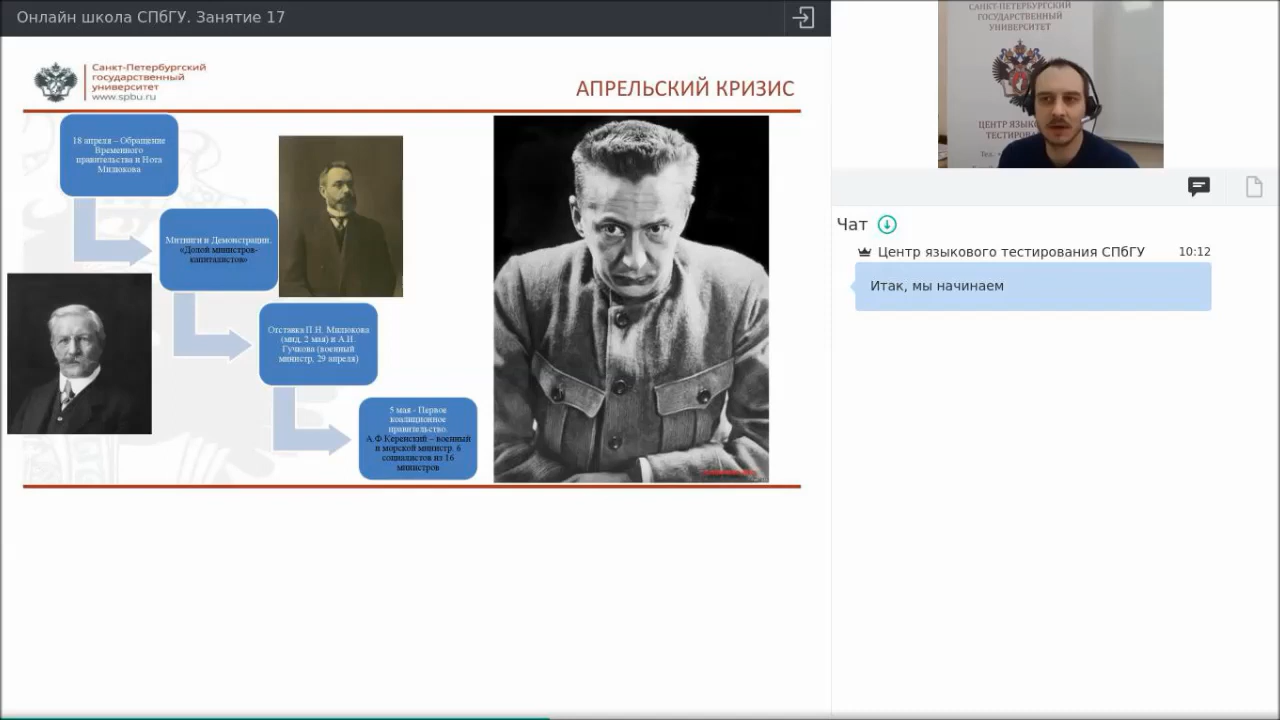 Онлайн школа СПбГУ. Занятие 17
Санкт-Петербургский
государственный
университет
www.spbu.ru
АПРЕЛЬСКИЙ КРИЗИС
18 апреля – Обращение
Временного
правительства и Нота
Милюкова
Митинги и Демонстрации.
«Долой министров-
капиталистов»
Отставка П.Н. Милюкова
(мид, 2 мая) и А.И.
Гучкова (военный
министр, 29 апреля)
5 мая - Первое
коалиционное
правительство.
А.Ф.Керенский – военный
и морской министр 6
социалистов из 16
министров
САНКТ-ПЕТЕРБУРГСКИЙ
ГОСУДАРСТВЕННЫЙ
УНИВЕРСИТЕТ
ЦЕНТР ЯЗЫКОВ
ТЕСТИРОВ
Тел.
Чат
Центр языкового тестирования СПбГУ
10:12
Итак, мы начинаем